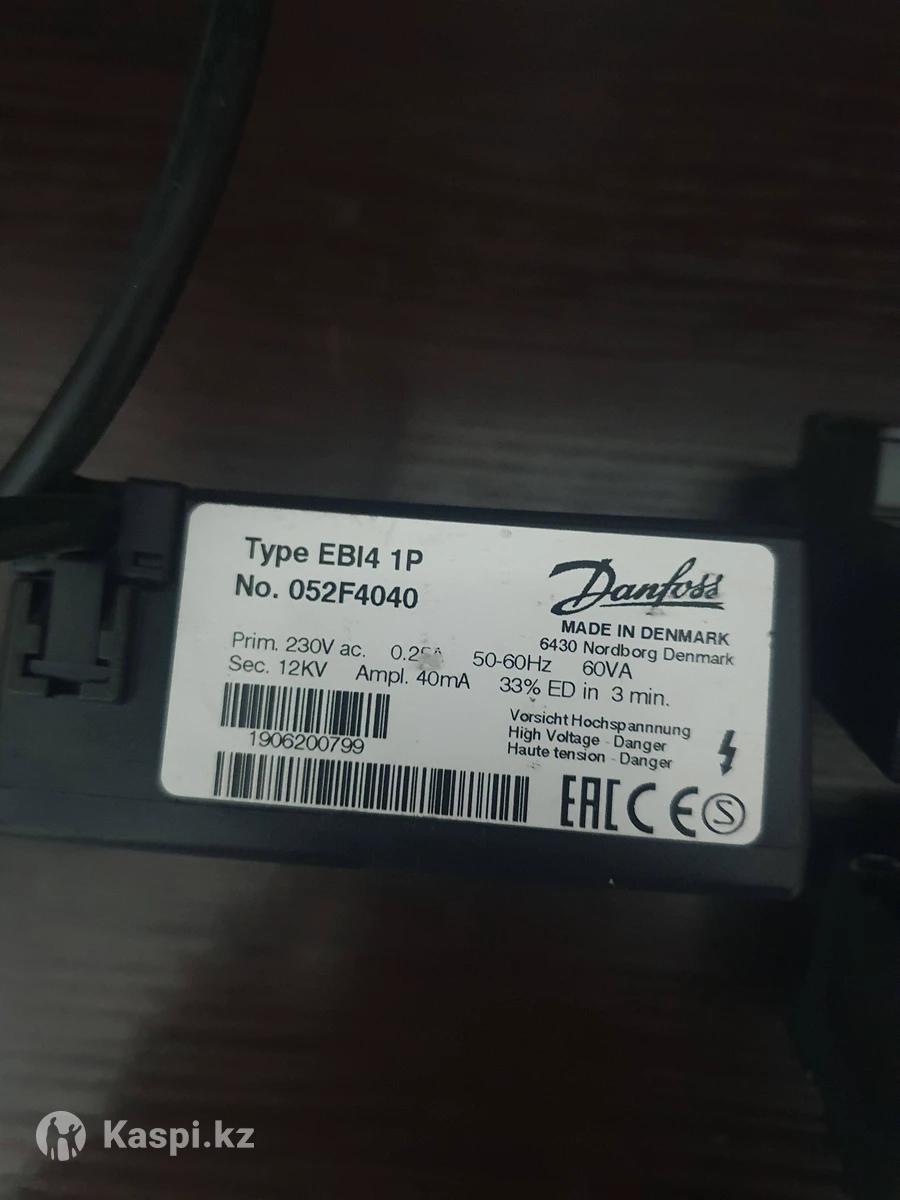 Type EBI4 1P
No. 052F4040
Danfoss
MADE IN DENMARK
6430 Nordborg Denmark
Prim. 230V ac. 50-60Hz 60VA
Sec. 12KV Ampl. 40mA 33% ED in 3 min.
1906200799
Vorsicht Hochspannnung
High Voltage - Danger
Haute tension - Danger
EAC CE S
Kaspi.kz